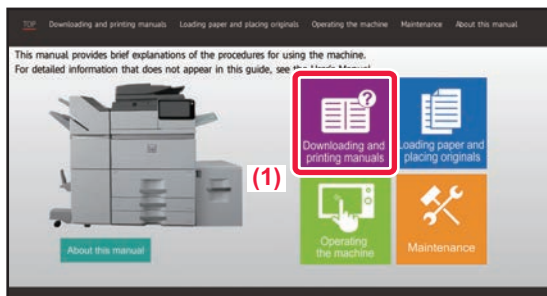 TOP Downloading and printing manuals Loading paper and placing originals Operating the machine Maintenance About this manual
This manual provides brief explanations of the procedures for using the machine.
For detailed information that does not appear in this guide, see the User's Manual.
Downloading and
printing manuals
Loading paper and
placing originals
(1)
Operating
the machine
Maintenance
About this manual